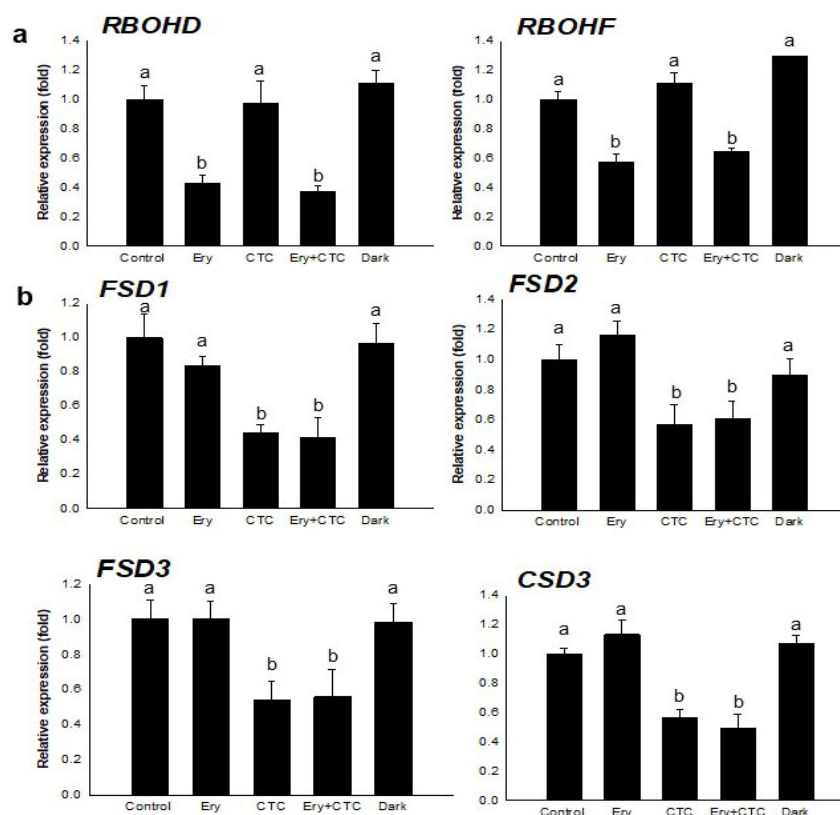 a
RBOHD
Relative expression (fold)
1.4
1.2
1.0
0.8
0.6
0.4
0.2
0.0
a
b
a
b
a
Control Ery CTC Ery+CTC Dark
RBOHF
Relative expression (fold)
1.4
1.2
1.0
0.8
0.6
0.4
0.2
0.0
a
b
a
b
a
Control Ery CTC Ery+CTC Dark
b
FSD1
Relative expression (fold)
1.2
1.0
0.8
0.6
0.4
0.2
0.0
a
a
b
b
a
Control Ery CTC Ery+CTC Dark
FSD2
Relative expression (fold)
1.4
1.2
1.0
0.8
0.6
0.4
0.2
0.0
a
a
b
b
a
Control Ery CTC Ery+CTC Dark
FSD3
Relative expression (fold)
1.2
1.0
0.8
0.6
0.4
0.2
0.0
a
a
b
b
a
Control Ery CTC Ery+CTC Dark
CSD3
Relative expression (fold)
1.4
1.2
1.0
0.8
0.6
0.4
0.2
0.0
a
a
b
b
a
Control Ery CTC Ery+CTC Dark